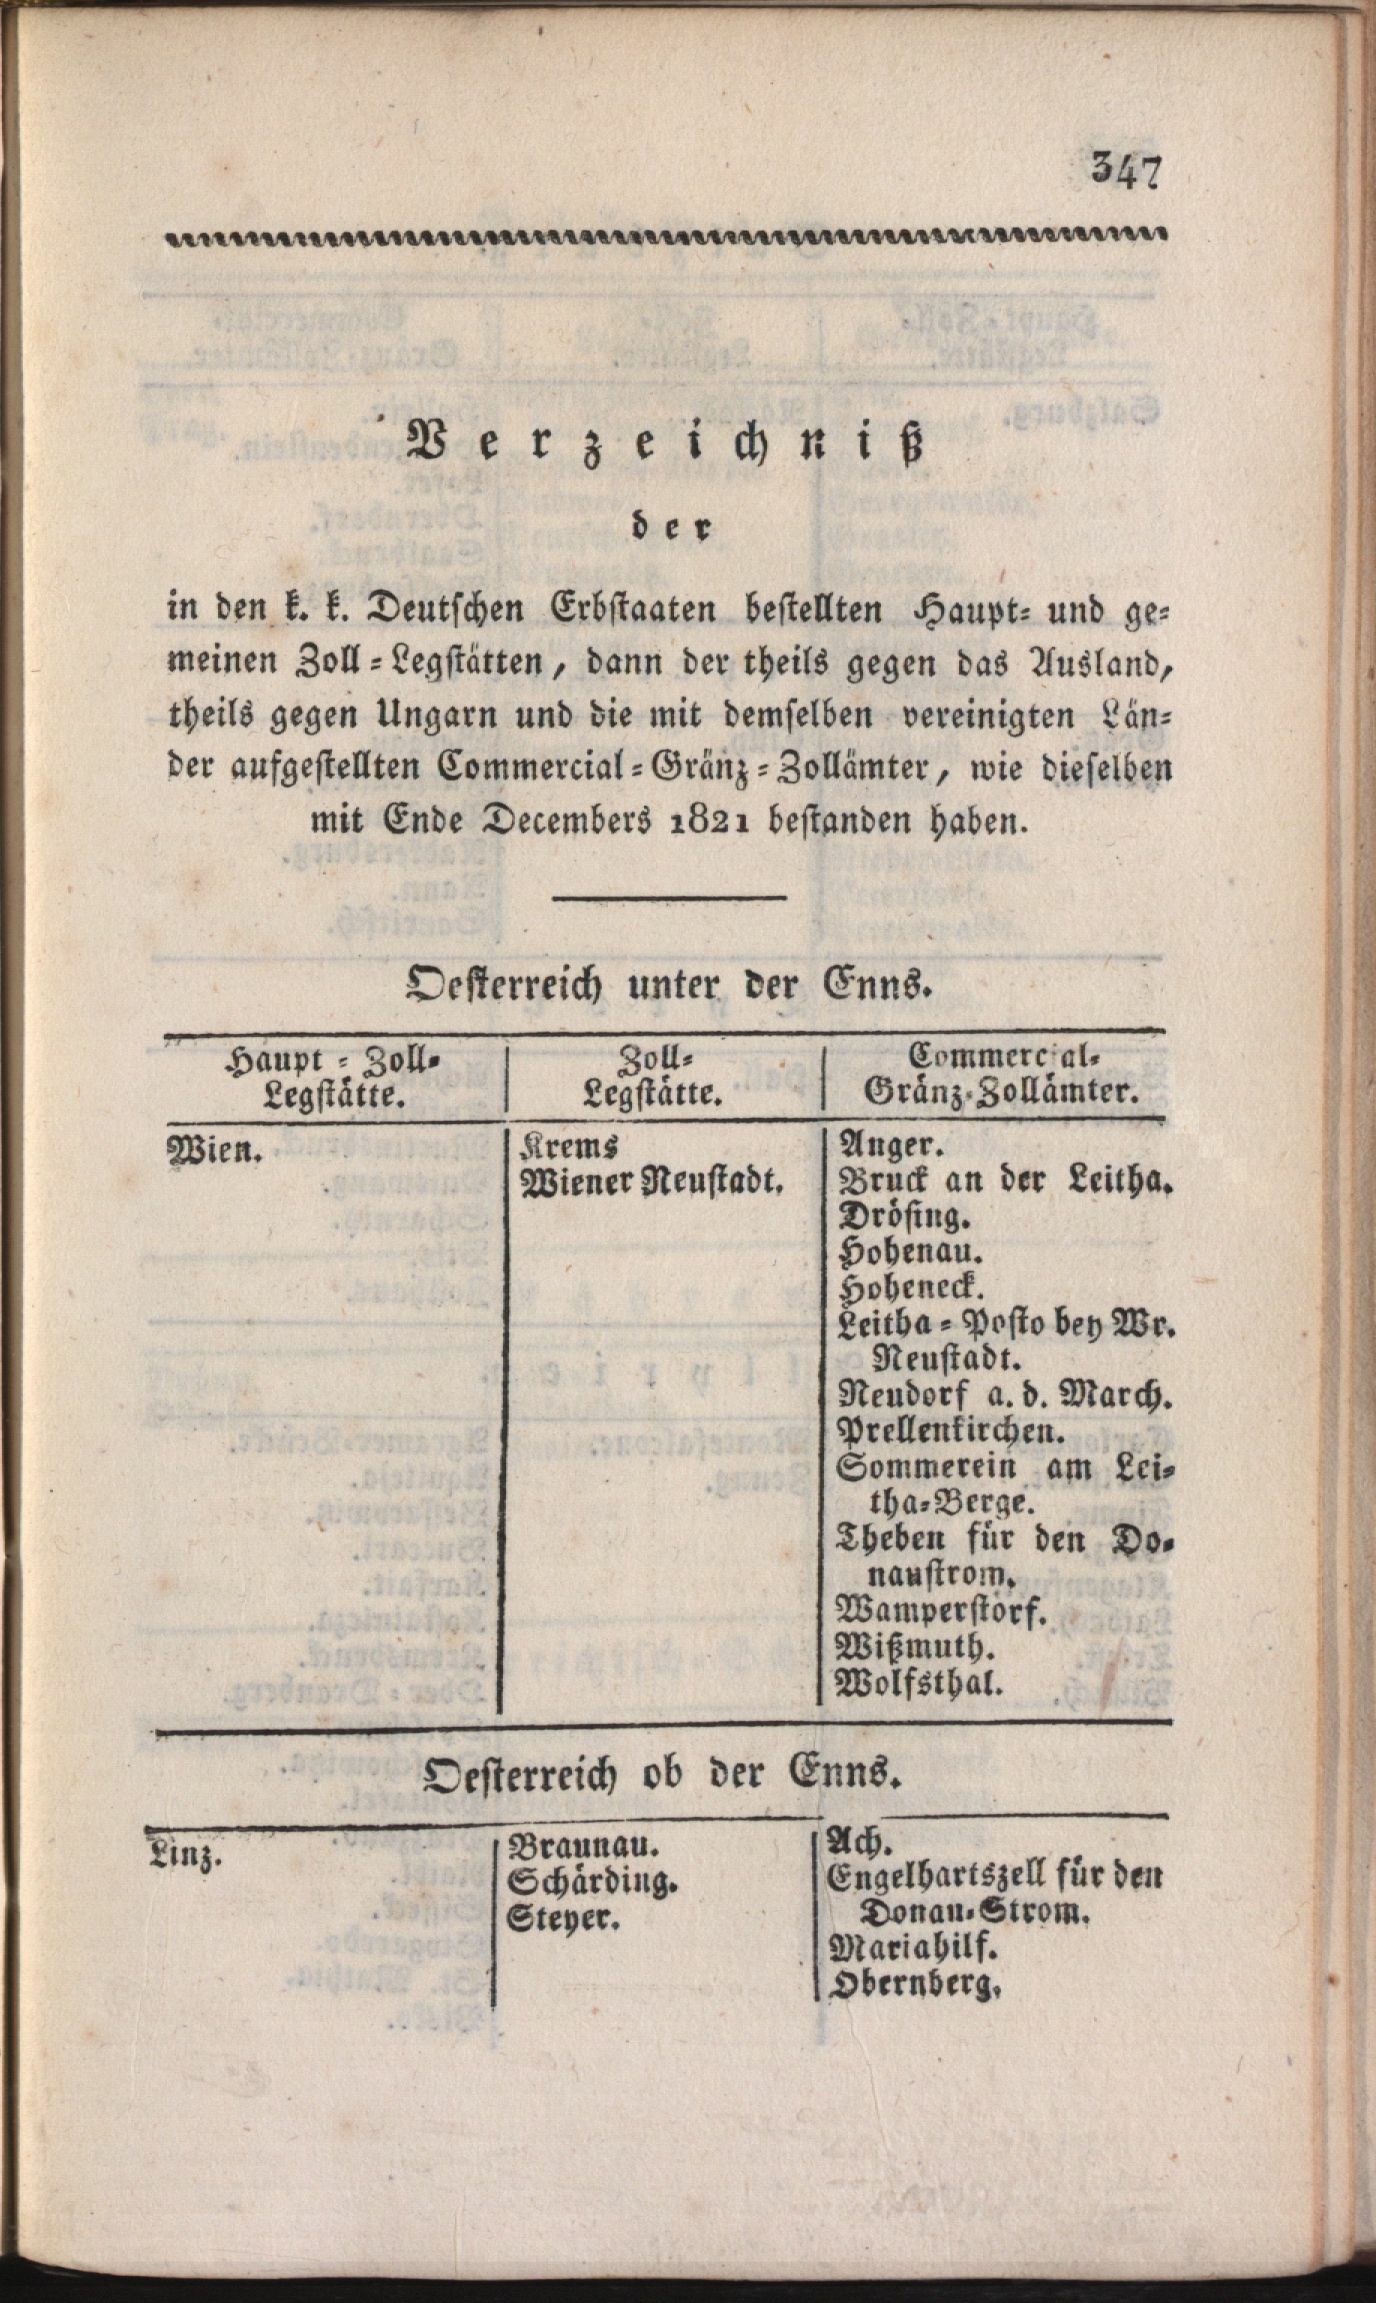 347
Verzeichniß
der
in den k. k. Deutschen Erbstaaten bestellten Haupt- und ge-
meinen Zoll-Legstätten, dann der theils gegen das Ausland,
theils gegen Ungarn und die mit demselben vereinigten Län-
der aufgestellten Commercial-Gränz-Zollämter, wie dieselben
mit Ende Decembers 1821 bestanden haben.
Oesterreich unter der Enns.
Haupt-Zoll-
Legstätte.
Zoll-
Legstätte.
Commercial-
Gränz-Zollämter.
Wien.
Krems
Wiener Neustadt.
Anger.
Bruck an der Leitha.
Drösing.
Hohenau.
Hoheneck.
Leitha-Posto bey Wr.
Neustadt.
Neudorf a. d. March.
Prellenkirchen.
Sommerein am Lei-
tha-Berge.
Theben für den Do-
naustrom.
Wamperstorf.
Wißmuth.
Wolfsthal.
Oesterreich ob der Enns.
Linz.
Braunau.
Schärding.
Steyer.
Ach.
Engelhartszell für den
Donau-Strom.
Mariahilf.
Obernberg.